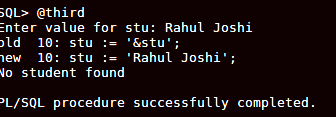 SQL> @third
Enter value for stu: Rahul Joshi
old  10: stu := '&stu';
new  10: stu := 'Rahul Joshi';
No student found
PL/SQL procedure successfully completed.